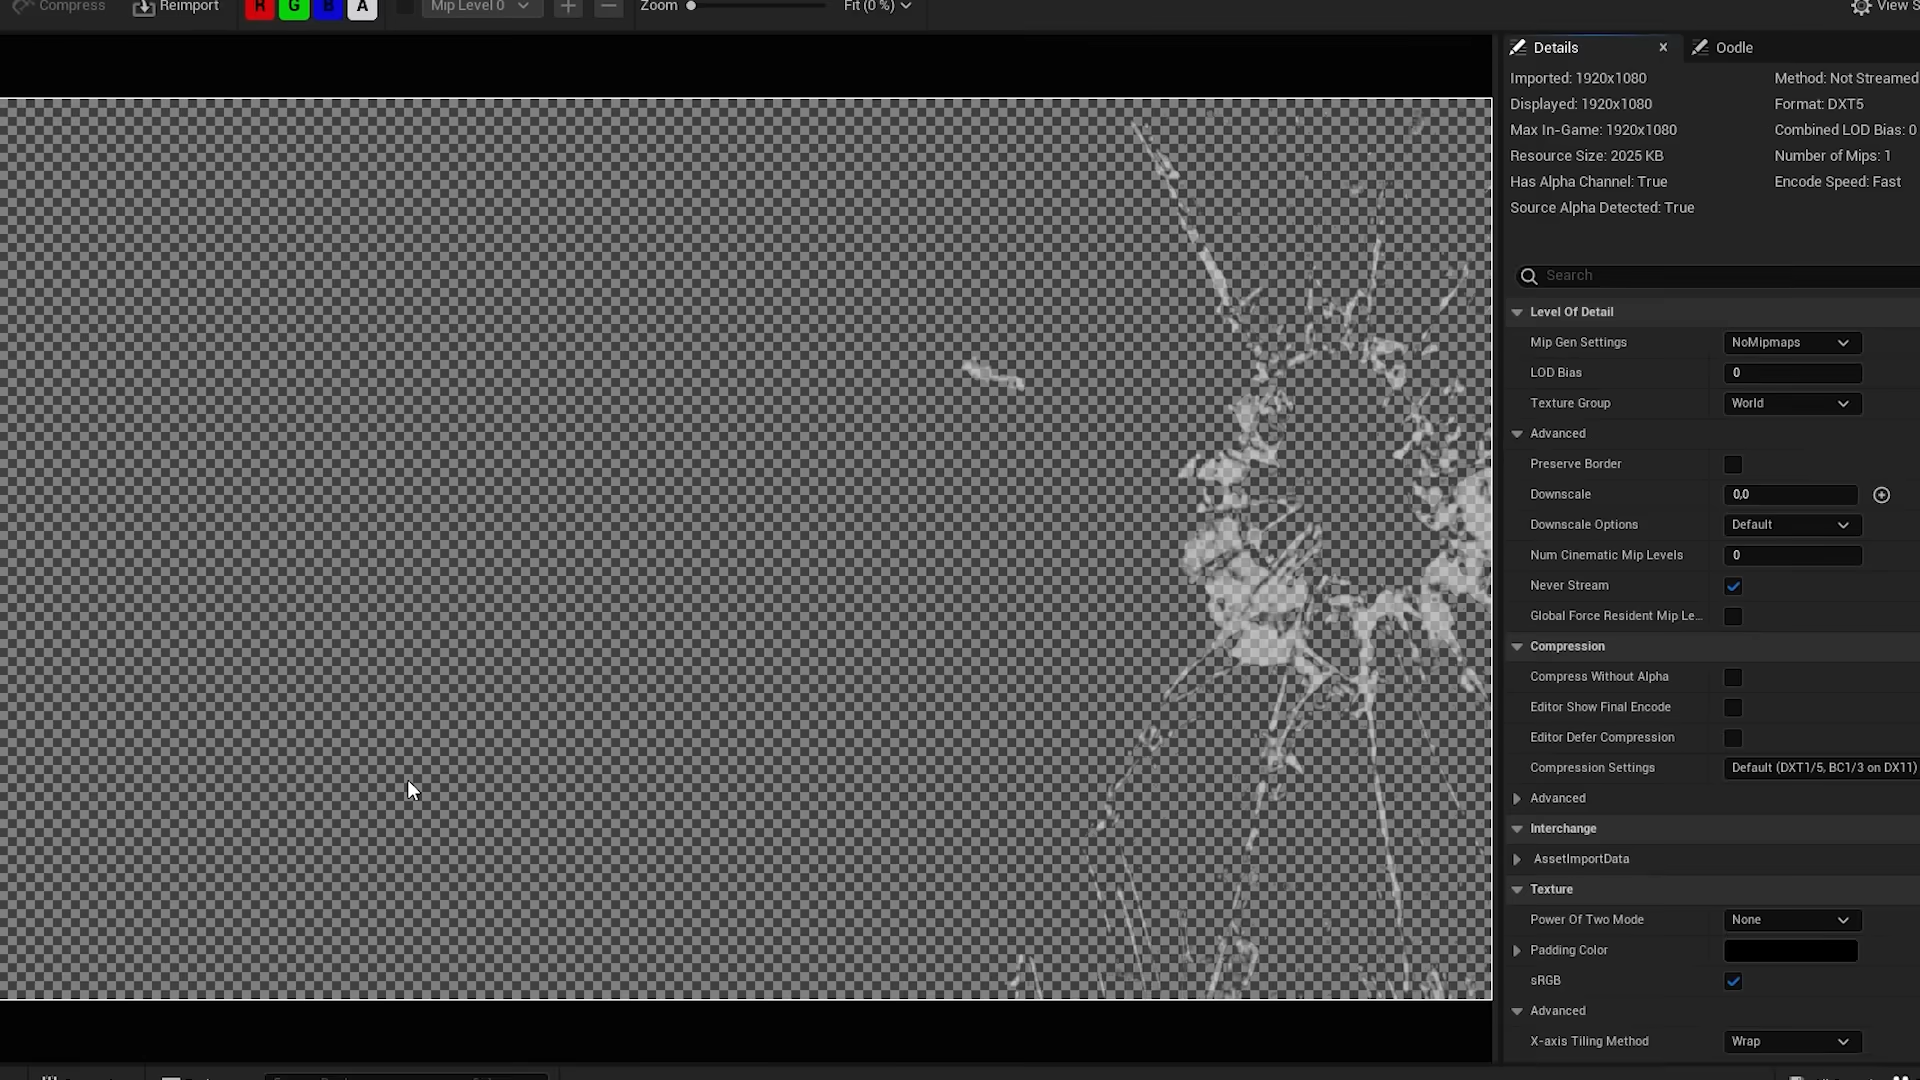 Compress Reimport R G B A Mip Level 0 Zoom Fit (0 %) View S
Details Oodle
Imported: 1920x1080 Method: Not Streamed
Displayed: 1920x1080 Format: DXT5
Max In-Game: 1920x1080 Combined LOD Bias: 0
Resource Size: 2025 KB Number of Mips: 1
Has Alpha Channel: True Encode Speed: Fast
Source Alpha Detected: True
Search
Level Of Detail
Mip Gen Settings NoMipmaps
LOD Bias 0
Texture Group World
Advanced
Preserve Border
Downscale 0,0
Downscale Options Default
Num Cinematic Mip Levels 0
Never Stream
Global Force Resident Mip Le...
Compression
Compress Without Alpha
Editor Show Final Encode
Editor Defer Compression
Compression Settings Default (DXT1/5, BC1/3 on DX11)
Advanced
Interchange
AssetImportData
Texture
Power Of Two Mode None
Padding Color
sRGB
Advanced
X-axis Tiling Method Wrap